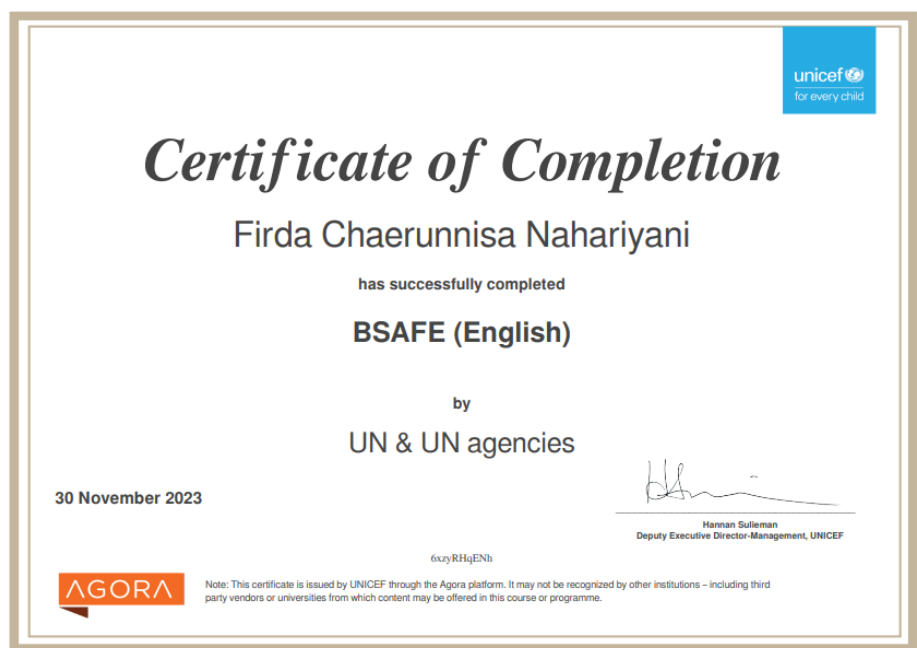 unicef
for every child
Certificate of Completion
Firda Chaerunnisa Nahariyani
has successfully completed
BSAFE (English)
by
UN & UN agencies
30 November 2023
Hannan Sulieman
Deputy Executive Director-Management, UNICEF
6xzyRHqENh
AGORA
Note: This certificate is issued by UNICEF through the Agora platform. It may not be recognized by other institutions – including third
party vendors or universities from which content may be offered in this course or programme.